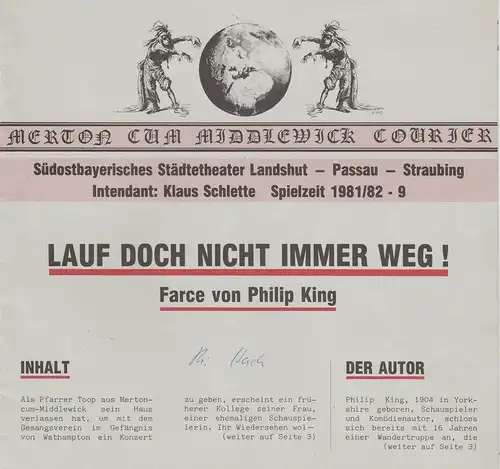 MERTON CUM MIDDLEWICK COURIER
Südostbayerisches Städtetheater Landshut – Passau – Straubing
Intendant: Klaus Schlette Spielzeit 1981/82 - 9
LAUF DOCH NICHT IMMER WEG !
Farce von Philip King
INHALT
Als Pfarrer Toop aus Merton-
cum-Middlewick sein Haus
verlassen hat, um mit dem
Gesangsverein im Gefängnis
von Wathampton ein Konzert
zu geben, erscheint ein frü-
herer Kollege seiner Frau,
einer ehemaligen Schauspie-
lerin. Ihr Wiedersehen wol-
(weiter auf Seite 3)
DER AUTOR
Philip King, 1904 in York-
shire geboren, Schauspieler
und Komödienautor, schloss
sich bereits mit 16 Jahren
einer Wandertruppe an, die
(weiter auf Seite 3)